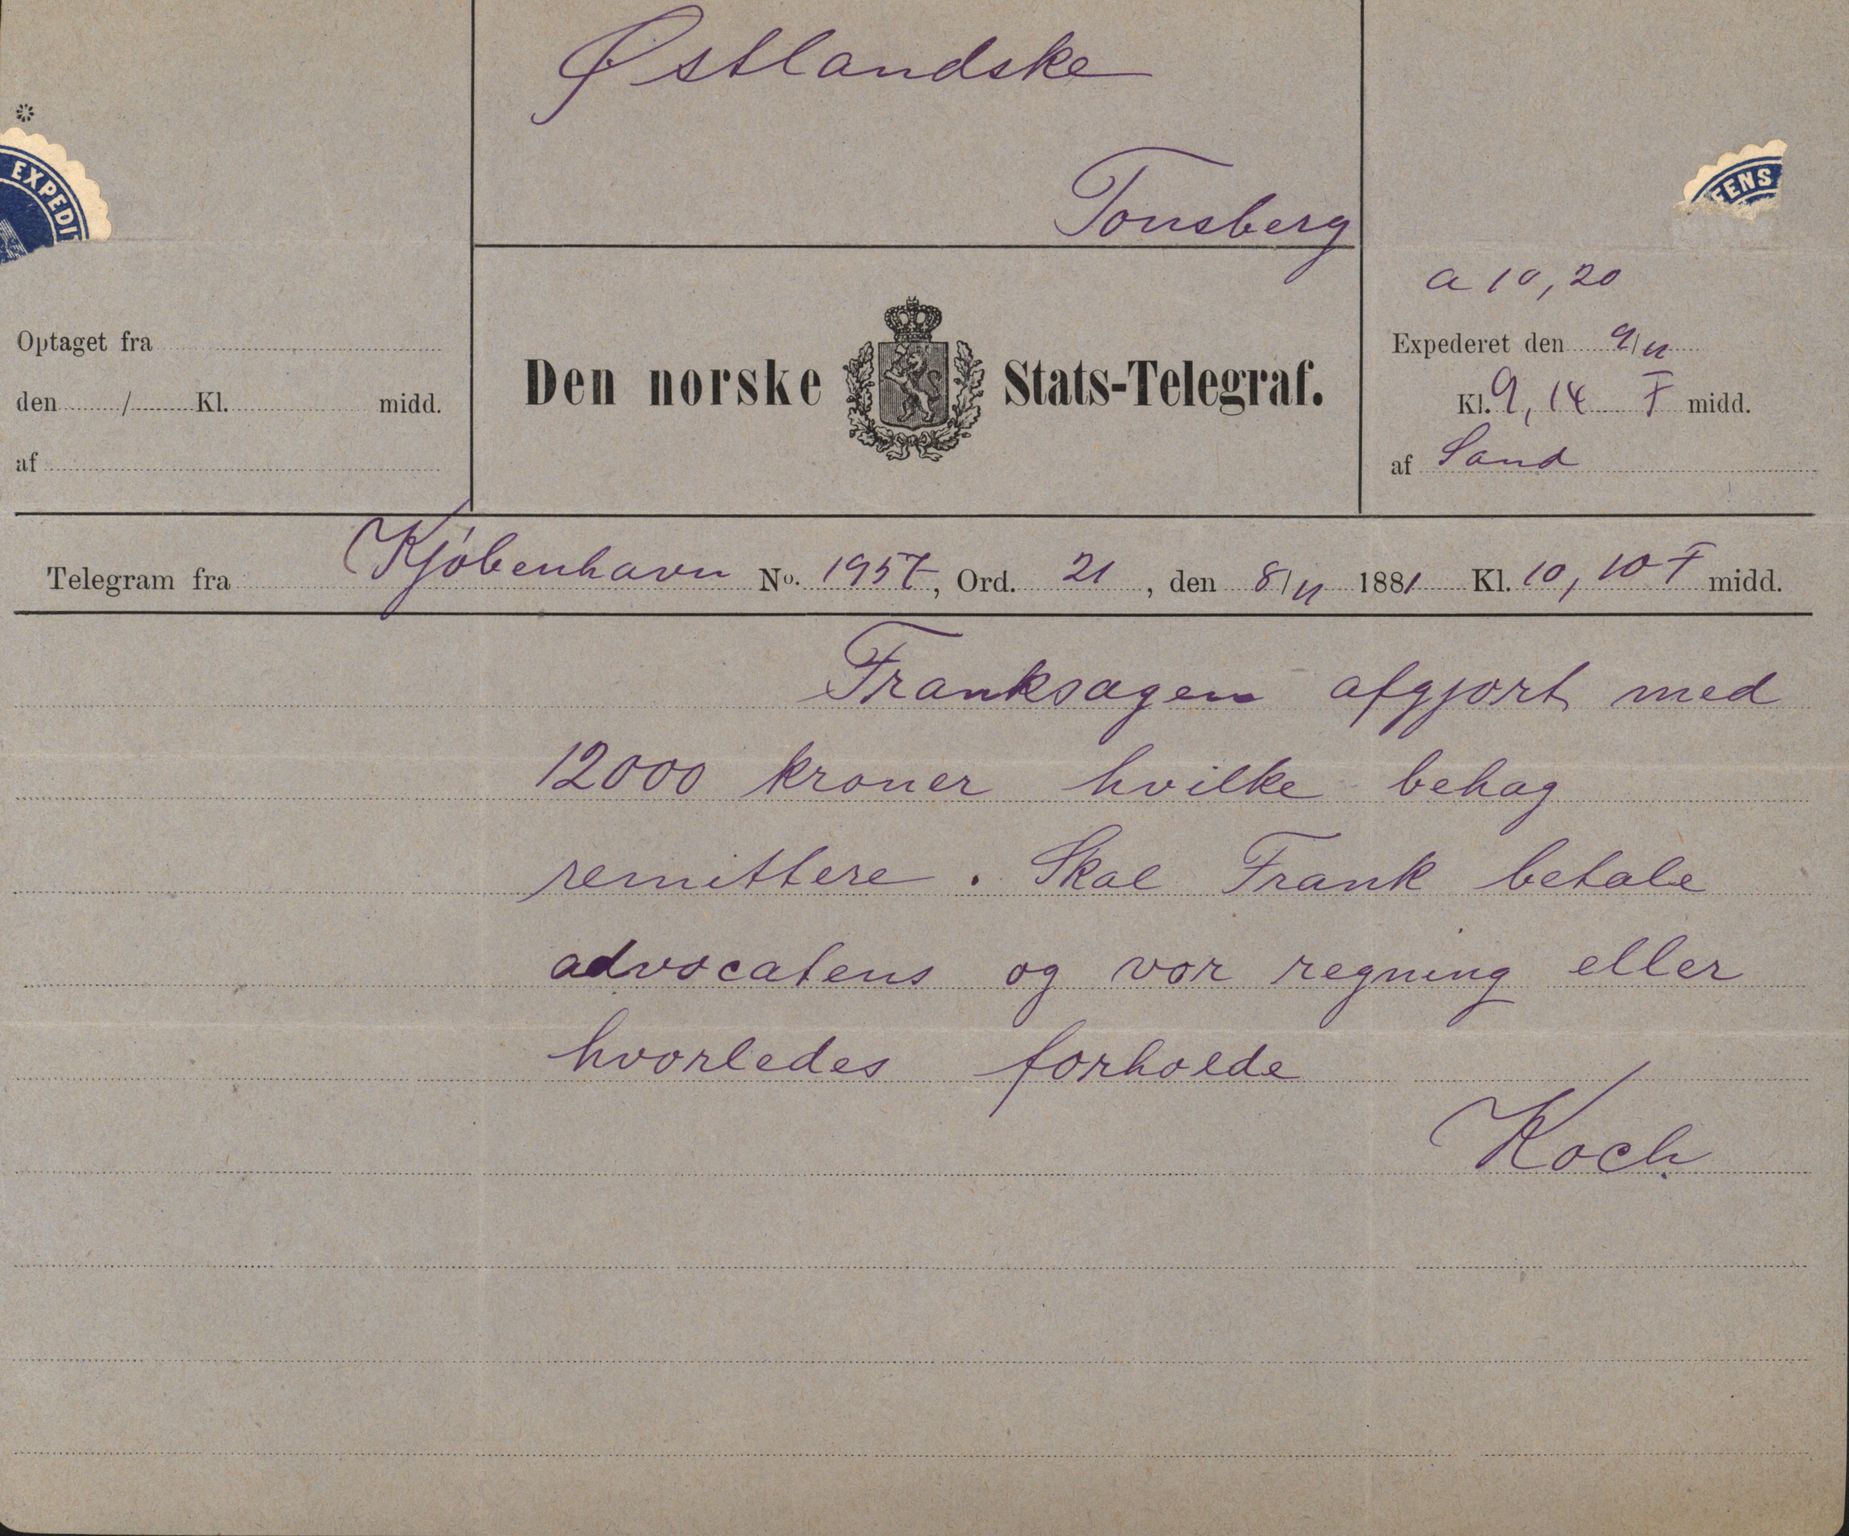 Østlandske
Tonsberg
EXPEDIT
EENS
a 10,20
Optaget fra
den / Kl. midd.
af
Den norske Stats-Telegraf.
Expederet den 9/11
Kl. 9,14 F midd.
af Sand
Telegram fra Kjøbenhavn No. 1957, Ord. 21, den 8/11 1881 Kl. 10,10 F midd.
Franksagen afgjort med
12000 kroner hvilke behag
remittere. Skal Frank betale
advocatens og vor regning eller
hvorledes forholde
Koch